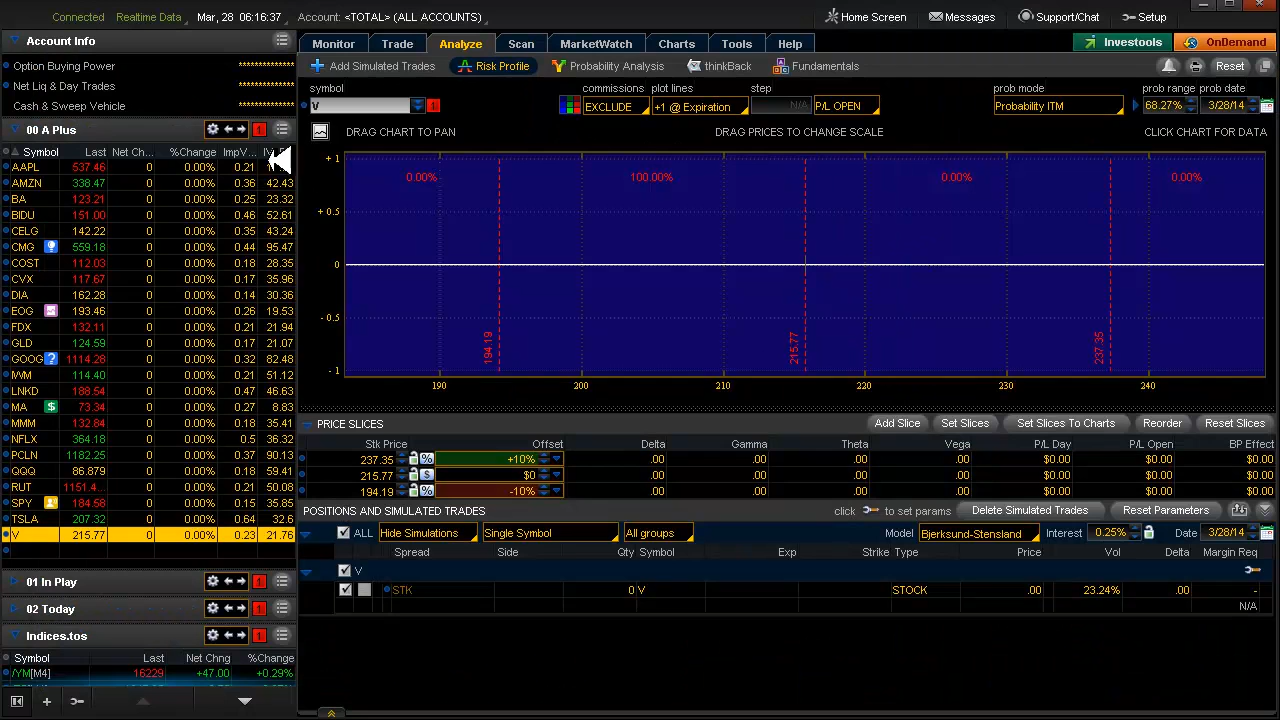 Connected Realtime Data Mar, 28 06:16:37 Account: <TOTAL> (ALL ACCOUNTS) Home Screen Messages Support/Chat Setup
Account Info
Option Buying Power **************
Net Liq & Day Trades **************
Cash & Sweep Vehicle **************
Monitor Trade Analyze Scan MarketWatch Charts Tools Help Investools OnDemand
Add Simulated Trades Risk Profile Probability Analysis thinkBack Fundamentals Reset
symbol commissions plot lines step prob mode prob range prob date
V 1 EXCLUDE +1 @ Expiration N/A P/L OPEN Probability ITM 68.27% 3/28/14
DRAG CHART TO PAN DRAG PRICES TO CHANGE SCALE CLICK CHART FOR DATA
+ 1
+ 0.5
0
- 0.5
- 1
0.00% 100.00% 0.00% 0.00%
194.19 215.77 237.35
190 200 210 220 230 240
00 A Plus 1
Symbol Last Net Ch... %Change ImpV...
AAPL 537.46 0 0.00% 0.21
AMZN 338.47 0 0.00% 0.36 42.43
BA 123.21 0 0.00% 0.25 23.32
BIDU 151.00 0 0.00% 0.46 52.61
CELG 142.22 0 0.00% 0.35 43.24
CMG 559.18 0 0.00% 0.44 95.47
COST 112.03 0 0.00% 0.18 28.35
CVX 117.67 0 0.00% 0.17 35.96
DIA 162.28 0 0.00% 0.14 30.36
EOG 193.46 0 0.00% 0.26 19.53
FDX 132.11 0 0.00% 0.21 21.94
GLD 124.59 0 0.00% 0.17 21.07
GOOG ? 1114.28 0 0.00% 0.32 82.48
IWM 114.40 0 0.00% 0.21 51.12
LNKD 188.54 0 0.00% 0.47 46.63
MA $ 73.34 0 0.00% 0.27 8.83
MMM 132.84 0 0.00% 0.18 35.41
NFLX 364.18 0 0.00% 0.5 36.32
PCLN 1182.25 0 0.00% 0.37 90.13
QQQ 86.879 0 0.00% 0.18 59.41
RUT 1151.4... 0 0.00% 0.21 50.08
SPY 184.58 0 0.00% 0.15 35.85
TSLA 207.32 0 0.00% 0.64 32.6
V 215.77 0 0.00% 0.23 21.76
01 In Play 1
02 Today 1
Indices.tos 1
Symbol Last Net Chng %Change
/YM[M4] 16229 +47.00 +0.29%
PRICE SLICES Add Slice Set Slices Set Slices To Charts Reorder Reset Slices
Stk Price Offset Delta Gamma Theta Vega P/L Day P/L Open BP Effect
237.35 % +10% .00 .00 .00 .00 $0.00 $0.00 $0.00
215.77 $ $0 .00 .00 .00 .00 $0.00 $0.00 $0.00
194.19 % -10% .00 .00 .00 .00 $0.00 $0.00 $0.00
POSITIONS AND SIMULATED TRADES click to set params Delete Simulated Trades Reset Parameters
ALL Hide Simulations Single Symbol All groups Model Bjerksund-Stensland Interest 0.25% Date 3/28/14
Spread Side Qty Symbol Exp Strike Type Price Vol Delta Margin Req
V
STK 0 V STOCK .00 23.24% .00 -
N/A